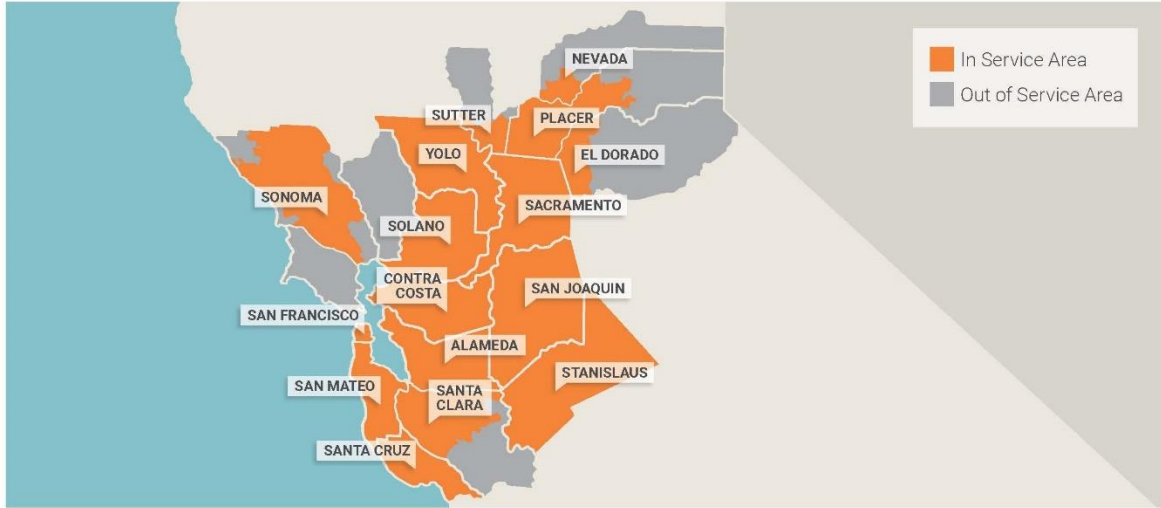 NEVADA
In Service Area
Out of Service Area
SUTTER
PLACER
YOLO
EL DORADO
SONOMA
SACRAMENTO
SOLANO
CONTRA
COSTA
SAN JOAQUIN
SAN FRANCISCO
ALAMEDA
STANISLAUS
SAN MATEO
SANTA
CLARA
SANTA CRUZ